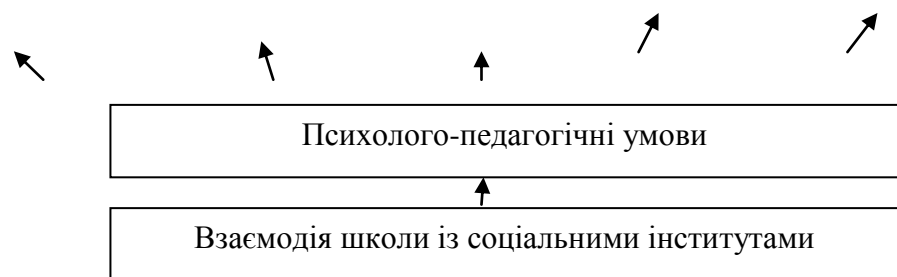 Психолого-педагогічні умови
Взаємодія школи із соціальними інститутами